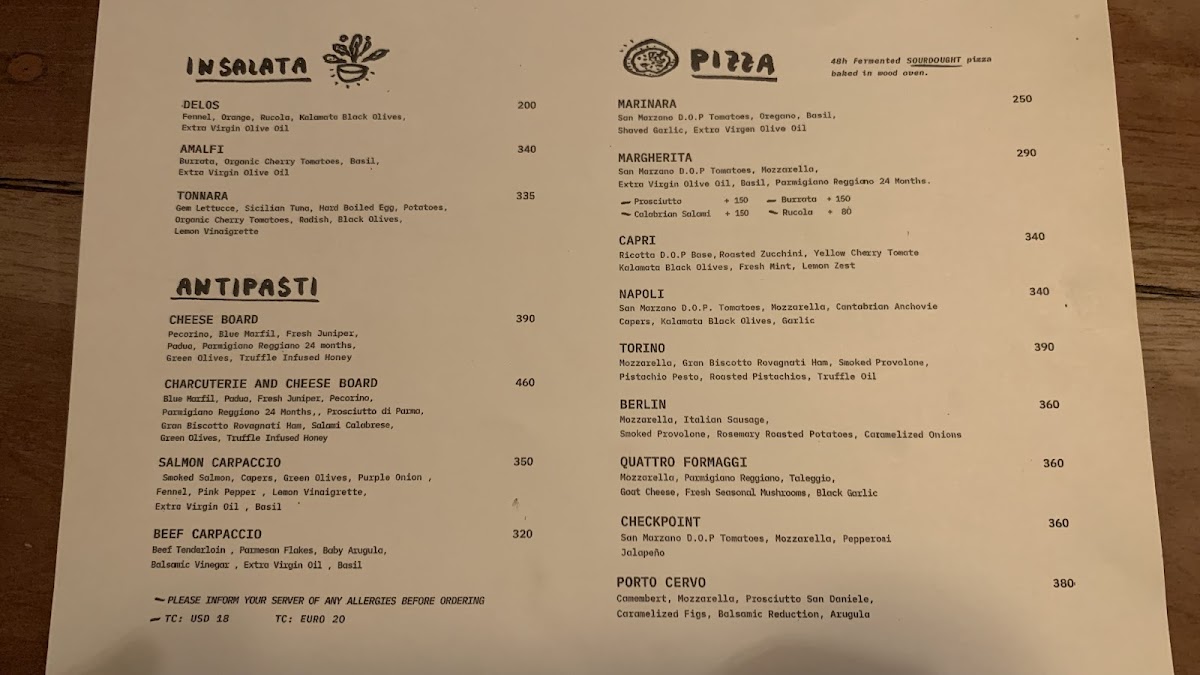 INSALATA
DELOS 200
Fennel, Orange, Rucola, Kalamata Black Olives,
Extra Virgin Olive Oil
AMALFI 340
Burrata, Organic Cherry Tomatoes, Basil,
Extra Virgin Olive Oil
TONNARA 335
Gem Lettucce, Sicilian Tuna, Hard Boiled Egg, Potatoes,
Organic Cherry Tomatoes, Radish, Black Olives,
Lemon Vinaigrette
ANTIPASTI
CHEESE BOARD 390
Pecorino, Blue Marfil, Fresh Juniper,
Padua, Parmigiano Reggiano 24 months,
Green Olives, Truffle Infused Honey
CHARCUTERIE AND CHEESE BOARD 460
Blue Marfil, Padua, Fresh Juniper, Pecorino,
Parmigiano Reggiano 24 Months,, Prosciutto di Parma,
Gran Biscotto Rovagnati Ham, Salami Calabrese,
Green Olives, Truffle Infused Honey
SALMON CARPACCIO 350
Smoked Salmon, Capers, Green Olives, Purple Onion ,
Fennel, Pink Pepper , Lemon Vinaigrette,
Extra Virgin Oil , Basil
BEEF CARPACCIO 320
Beef Tenderloin , Parmesan Flakes, Baby Arugula,
Balsamic Vinegar , Extra Virgin Oil , Basil
PLEASE INFORM YOUR SERVER OF ANY ALLERGIES BEFORE ORDERING
TC: USD 18 TC: EURO 20
PIZZA
48h Fermented SOURDOUGHT pizza
baked in wood oven.
MARINARA 250
San Marzano D.O.P Tomatoes, Oregano, Basil,
Shaved Garlic, Extra Virgen Olive Oil
MARGHERITA 290
San Marzano D.O.P Tomatoes, Mozzarella,
Extra Virgin Olive Oil, Basil, Parmigiano Reggiano 24 Months.
Prosciutto + 150 Burrata + 150
Calabrian Salami + 150 Rucola + 80
CAPRI 340
Ricotta D.O.P Base, Roasted Zucchini, Yellow Cherry Tomato
Kalamata Black Olives, Fresh Mint, Lemon Zest
NAPOLI 340
San Marzano D.O.P. Tomatoes, Mozzarella, Cantabrian Anchovie
Capers, Kalamata Black Olives, Garlic
TORINO 390
Mozzarella, Gran Biscotto Rovagnati Ham, Smoked Provolone,
Pistachio Pesto, Roasted Pistachios, Truffle Oil
BERLIN 360
Mozzarella, Italian Sausage,
Smoked Provolone, Rosemary Roasted Potatoes, Caramelized Onions
QUATTRO FORMAGGI 360
Mozzarella, Parmigiano Reggiano, Taleggio,
Goat Cheese, Fresh Seasonal Mushrooms, Black Garlic
CHECKPOINT 360
San Marzano D.O.P Tomatoes, Mozzarella, Pepperoni
Jalapeño
PORTO CERVO 380
Camembert, Mozzarella, Prosciutto San Daniele,
Caramelized Figs, Balsamic Reduction, Arugula